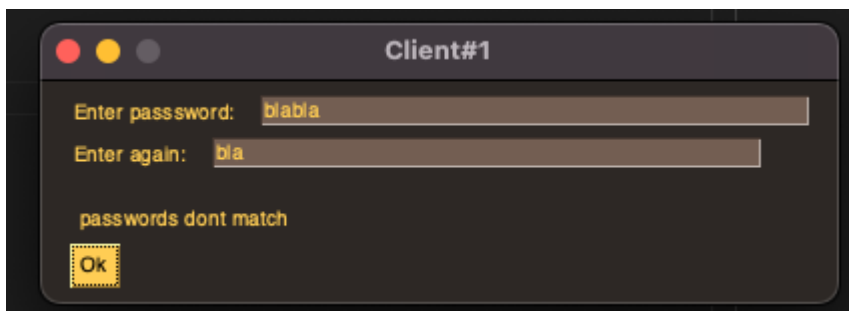 Client#1
Enter passsword: blabla
Enter again: bla
passwords dont match
Ok